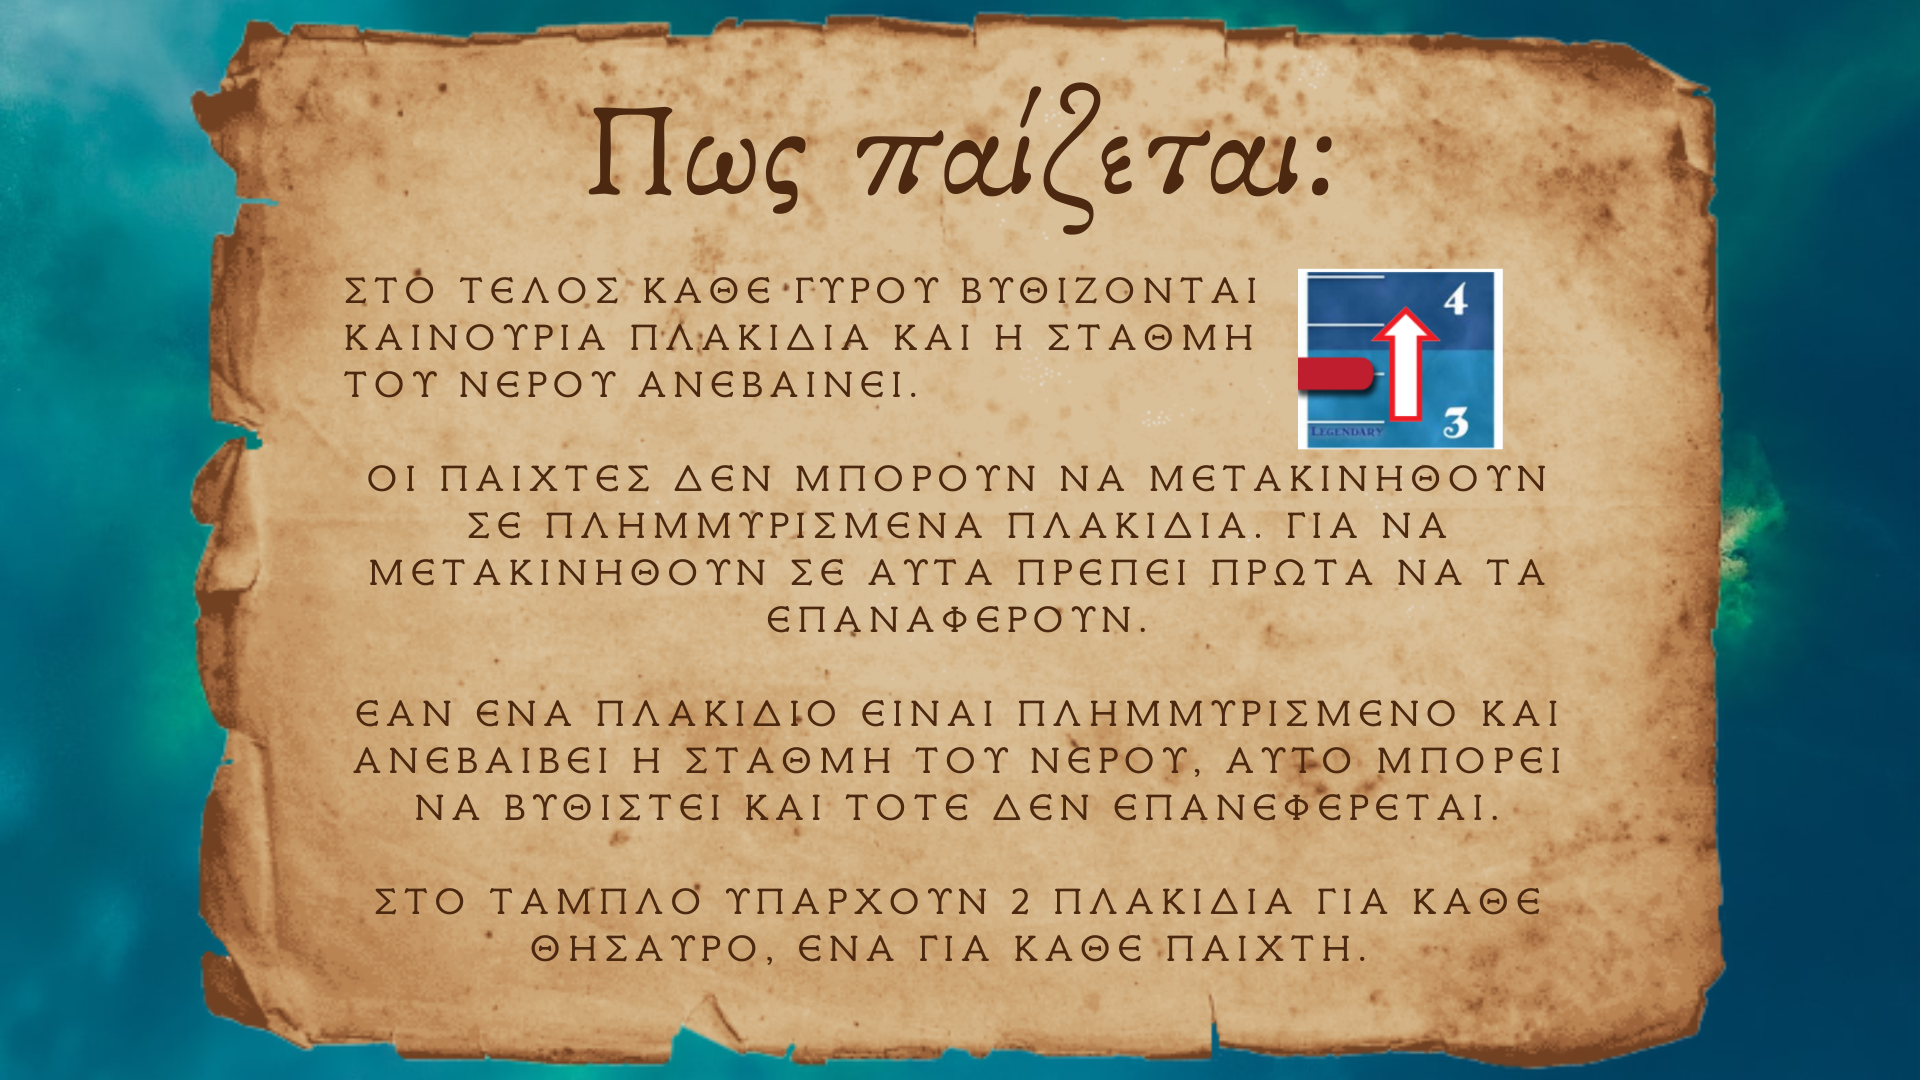 Πως παίζεται:
ΣΤΟ ΤΕΛΟΣ ΚΑΘΕ ΓΥΡΟΥ ΒΥΘΙΖΟΝΤΑΙ
ΚΑΙΝΟΥΡΙΑ ΠΛΑΚΙΔΙΑ ΚΑΙ Η ΣΤΑΘΜΗ
ΤΟΥ ΝΕΡΟΥ ΑΝΕΒΑΙΝΕΙ.
4
3
LEGENDARY
ΟΙ ΠΑΙΧΤΕΣ ΔΕΝ ΜΠΟΡΟΥΝ ΝΑ ΜΕΤΑΚΙΝΗΘΟΥΝ
ΣΕ ΠΛΗΜΜΥΡΙΣΜΕΝΑ ΠΛΑΚΙΔΙΑ. ΓΙΑ ΝΑ
ΜΕΤΑΚΙΝΗΘΟΥΝ ΣΕ ΑΥΤΑ ΠΡΕΠΕΙ ΠΡΩΤΑ ΝΑ ΤΑ
ΕΠΑΝΑΦΕΡΟΥΝ.
ΕΑΝ ΕΝΑ ΠΛΑΚΙΔΙΟ ΕΙΝΑΙ ΠΛΗΜΜΥΡΙΣΜΕΝΟ ΚΑΙ
ΑΝΕΒΑΙΒΕΙ Η ΣΤΑΘΜΗ ΤΟΥ ΝΕΡΟΥ, ΑΥΤΟ ΜΠΟΡΕΙ
ΝΑ ΒΥΘΙΣΤΕΙ ΚΑΙ ΤΟΤΕ ΔΕΝ ΕΠΑΝΕΦΕΡΕΤΑΙ.
ΣΤΟ ΤΑΜΠΛΟ ΥΠΑΡΧΟΥΝ 2 ΠΛΑΚΙΔΙΑ ΓΙΑ ΚΑΘΕ
ΘΗΣΑΥΡΟ, ΕΝΑ ΓΙΑ ΚΑΘΕ ΠΑΙΧΤΗ.